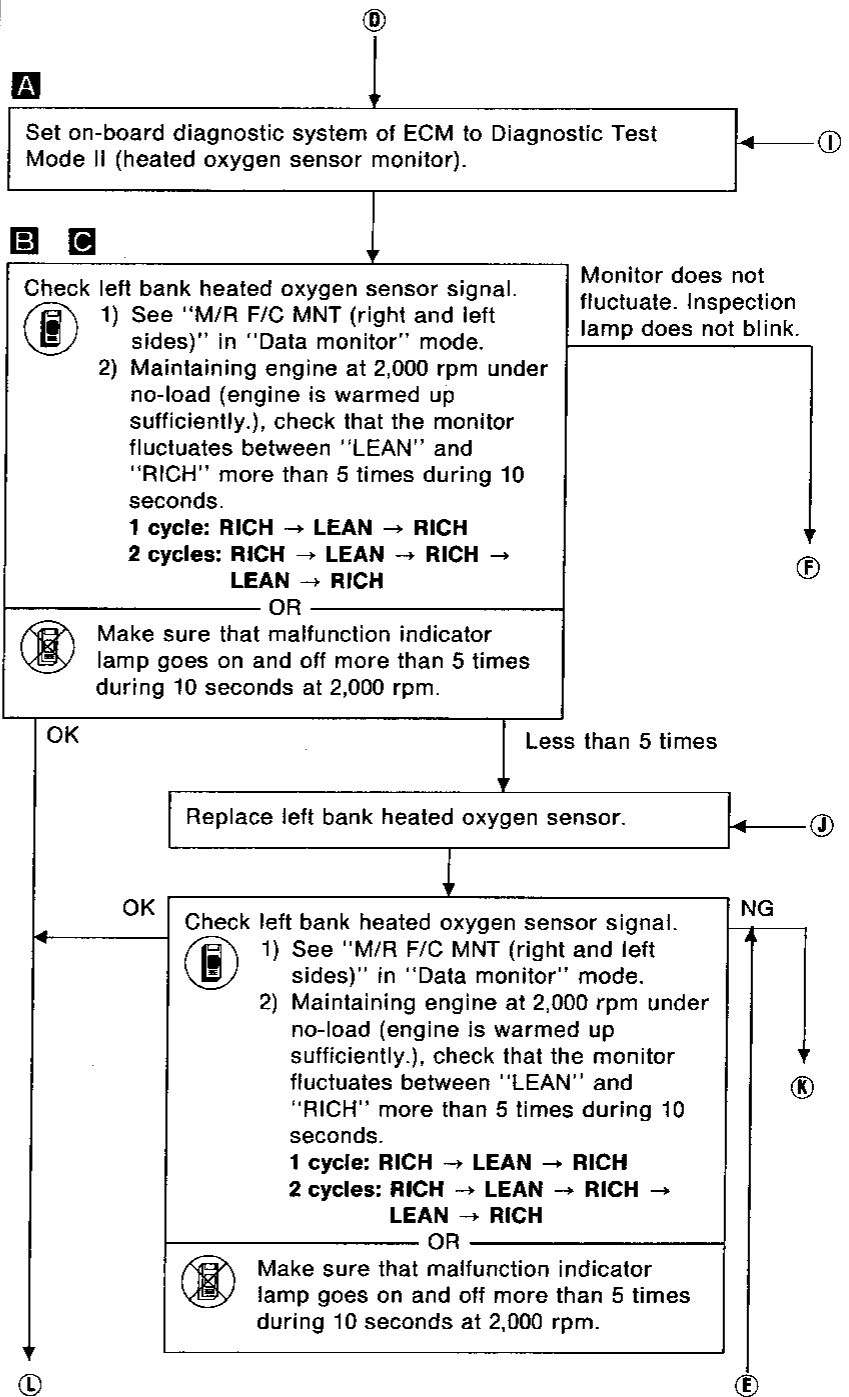 D
A
Set on-board diagnostic system of ECM to Diagnostic Test
Mode II (heated oxygen sensor monitor).
I
B C
Check left bank heated oxygen sensor signal.
1) See "M/R F/C MNT (right and left
sides)" in "Data monitor" mode.
2) Maintaining engine at 2,000 rpm under
no-load (engine is warmed up
sufficiently.), check that the monitor
fluctuates between "LEAN" and
"RICH" more than 5 times during 10
seconds.
1 cycle: RICH → LEAN → RICH
2 cycles: RICH → LEAN → RICH →
LEAN → RICH
OR
Make sure that malfunction indicator
lamp goes on and off more than 5 times
during 10 seconds at 2,000 rpm.
Monitor does not
fluctuate. Inspection
lamp does not blink.
F
OK
Less than 5 times
Replace left bank heated oxygen sensor.
J
OK
Check left bank heated oxygen sensor signal.
1) See "M/R F/C MNT (right and left
sides)" in "Data monitor" mode.
2) Maintaining engine at 2,000 rpm under
no-load (engine is warmed up
sufficiently.), check that the monitor
fluctuates between "LEAN" and
"RICH" more than 5 times during 10
seconds.
1 cycle: RICH → LEAN → RICH
2 cycles: RICH → LEAN → RICH →
LEAN → RICH
OR
Make sure that malfunction indicator
lamp goes on and off more than 5 times
during 10 seconds at 2,000 rpm.
NG
K
L
E